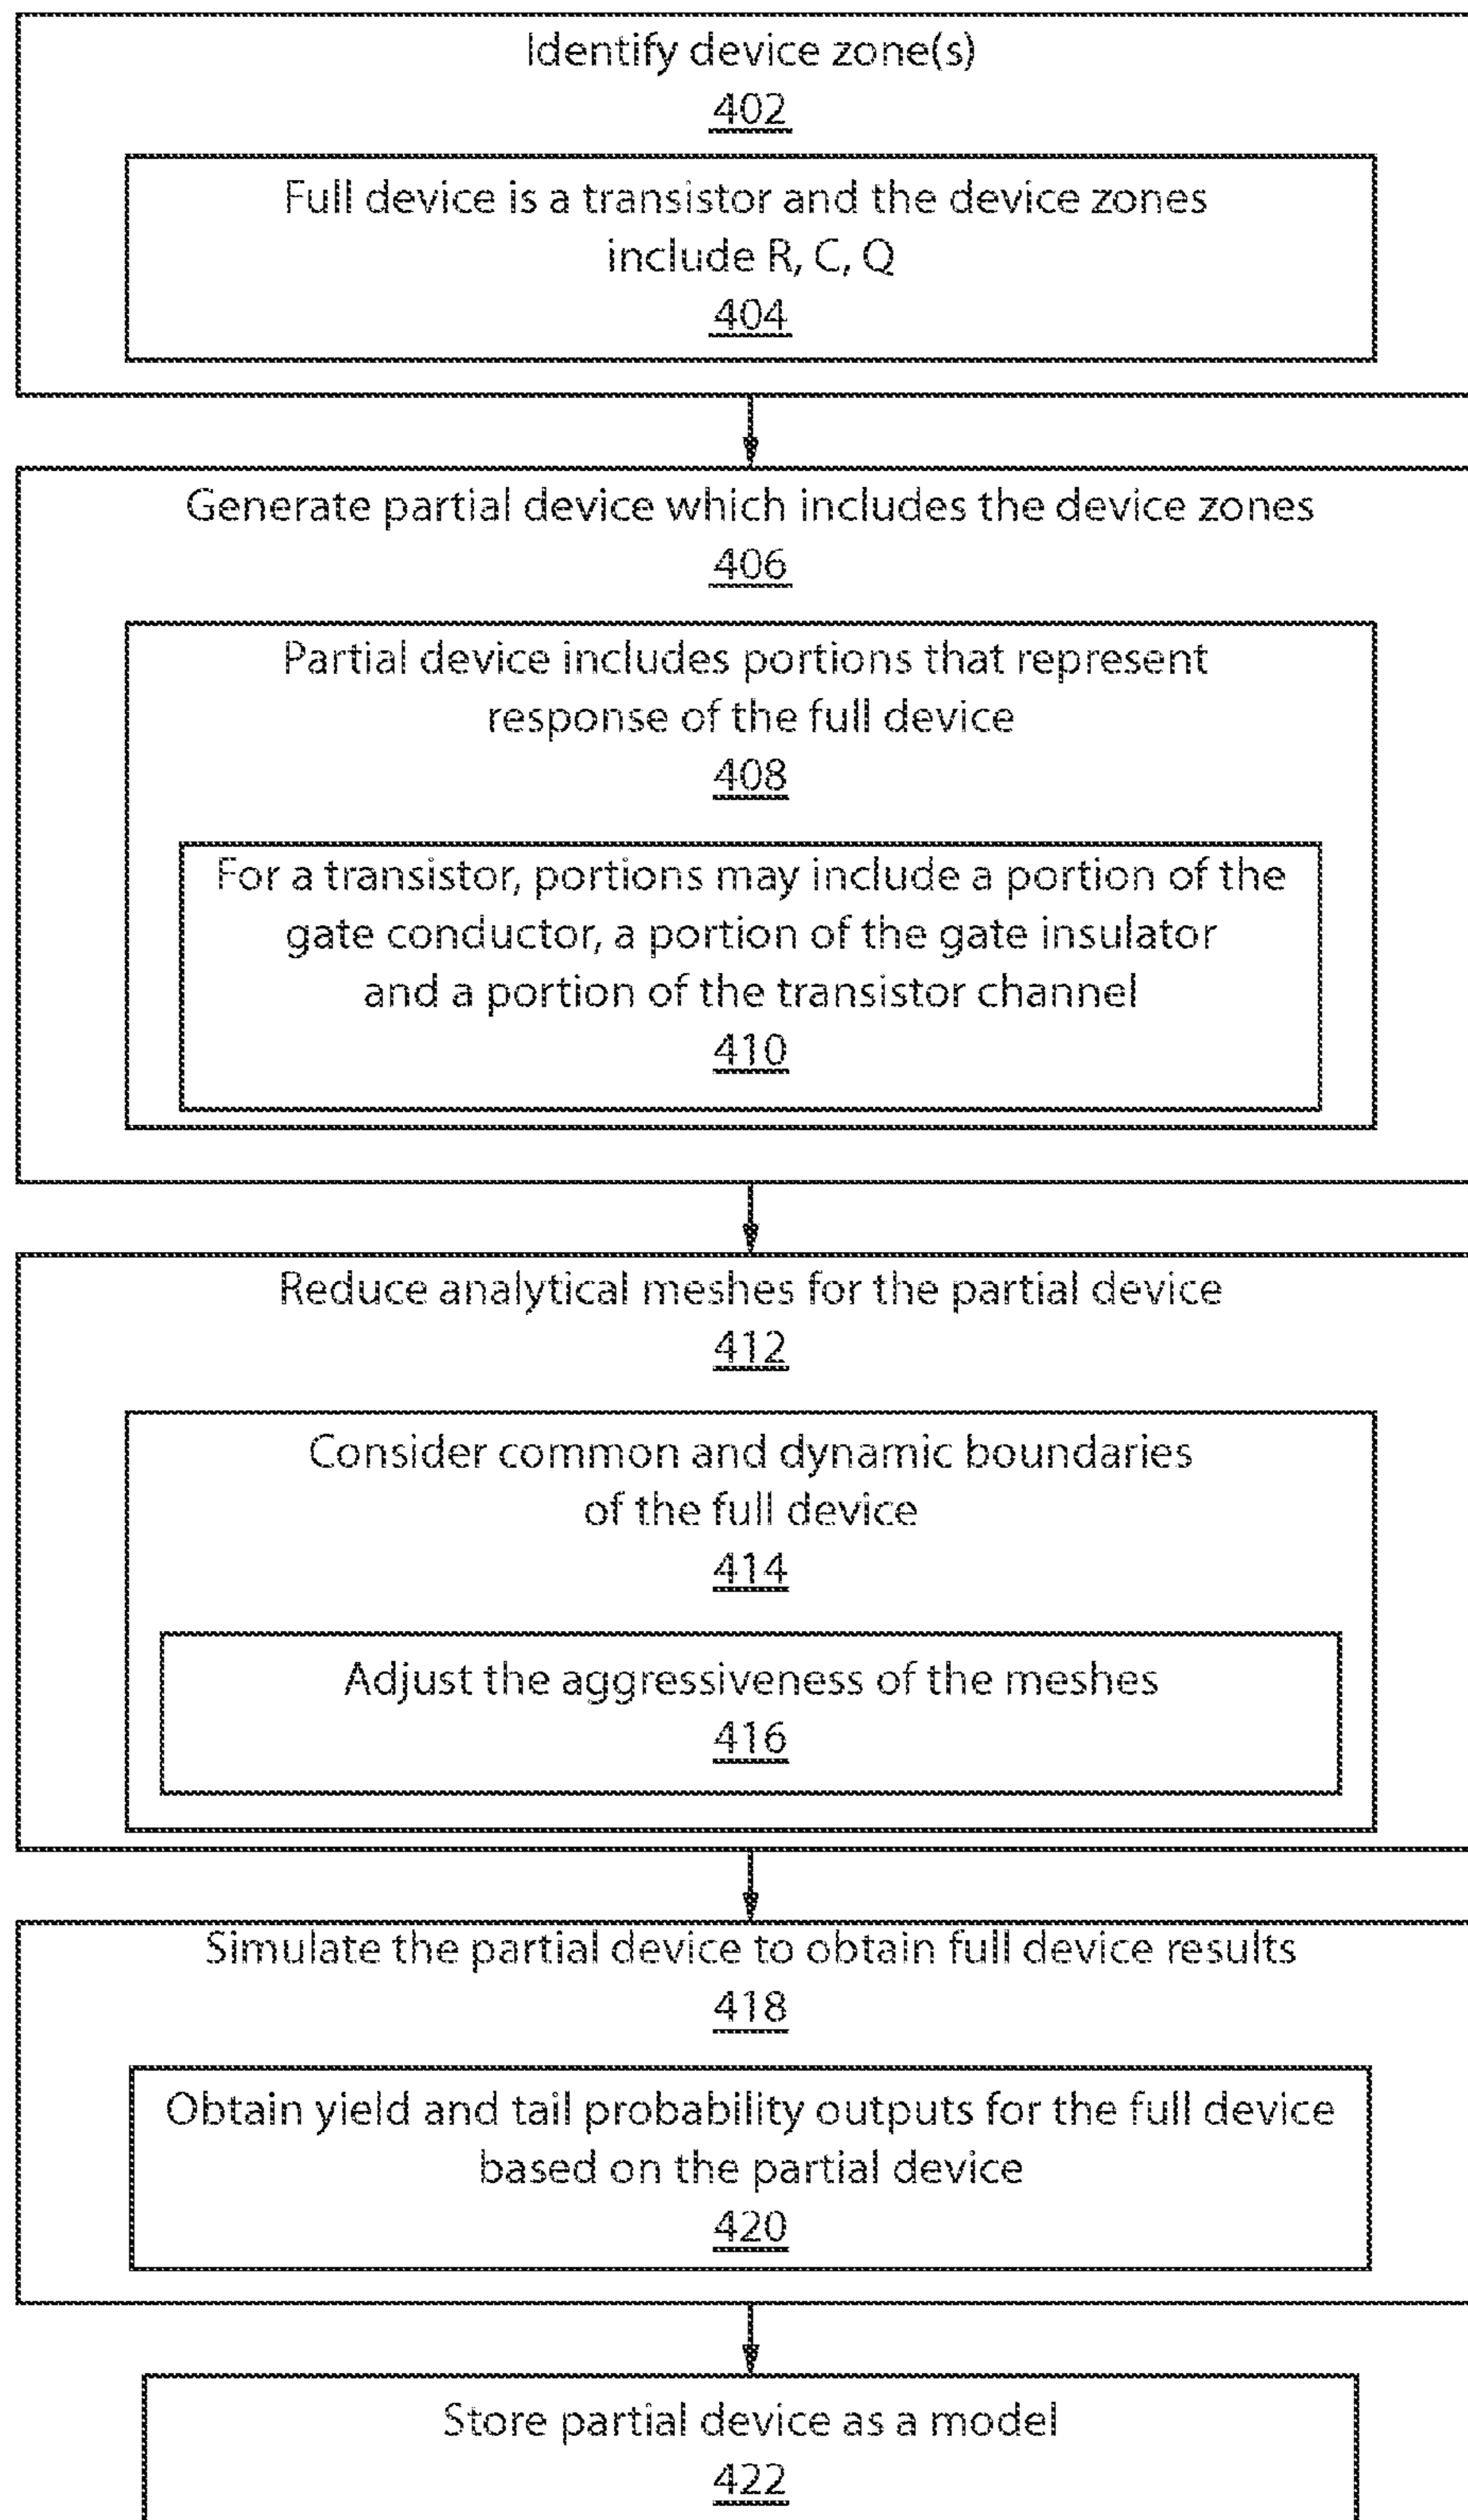 Identify device zone(s)
402
Full device is a transistor and the device zones
include R, C, Q
404
Generate partial device which includes the device zones
406
Partial device includes portions that represent
response of the full device
408
For a transistor, portions may include a portion of the
gate conductor, a portion of the gate insulator
and a portion of the transistor channel
410
Reduce analytical meshes for the partial device
412
Consider common and dynamic boundaries
of the full device
414
Adjust the aggressiveness of the meshes
416
Simulate the partial device to obtain full device results
418
Obtain yield and tail probability outputs for the full device
based on the partial device
420
Store partial device as a model
422